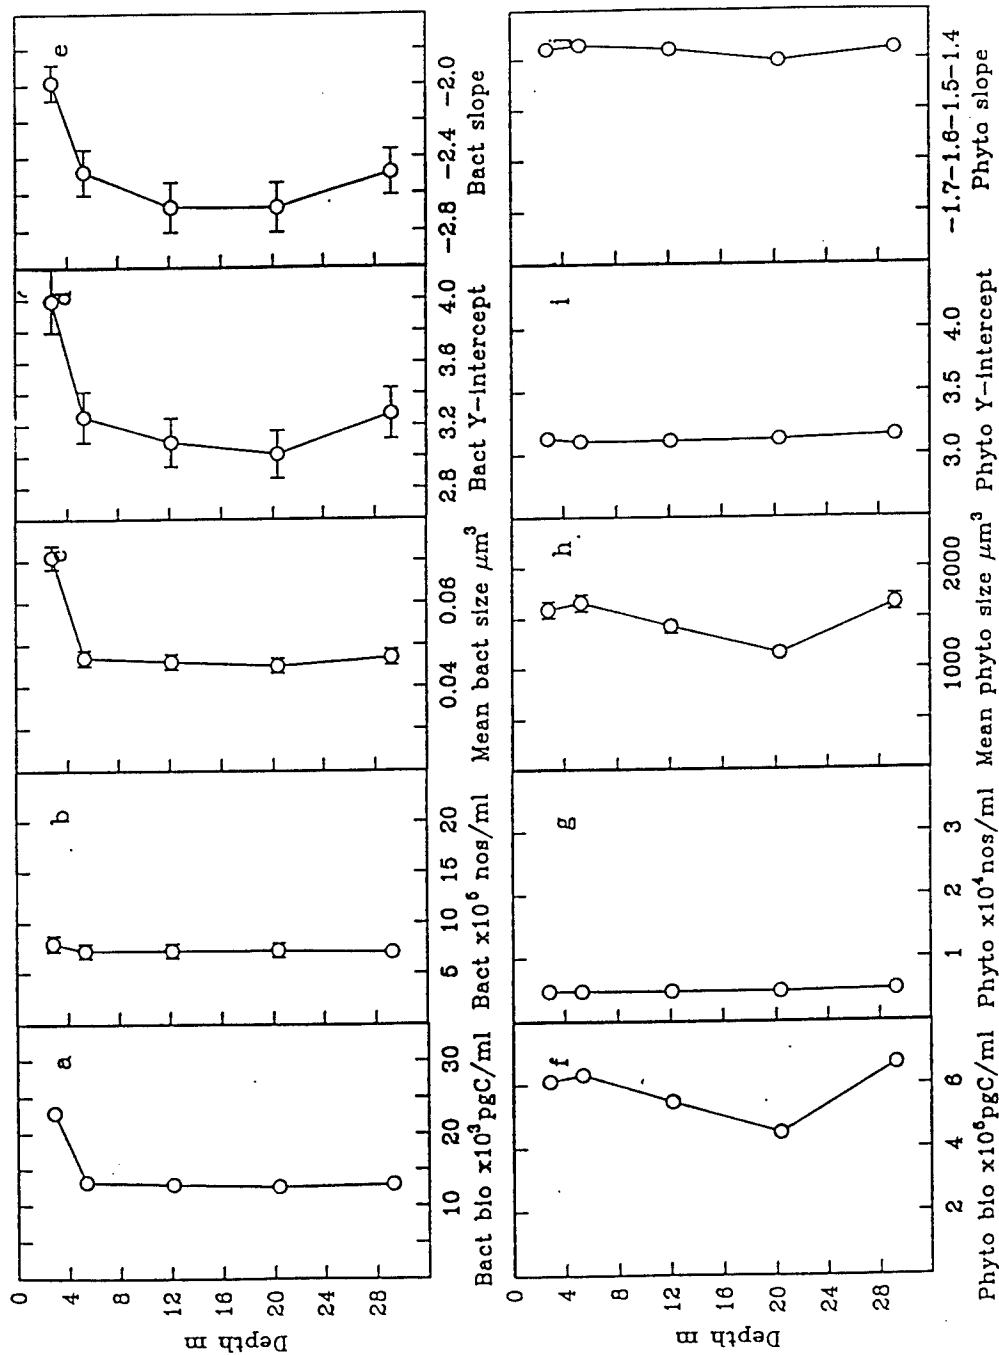 Depth m
0
4
8
12
16
20
24
28
a
b
c
d
e
10 20 30
5 10 15 20
0.04 0.06
2.8 3.2 3.6 4.0
-2.8 -2.4 -2.0
Bact bio x10³pgC/ml
Bact x10⁵ nos/ml
Mean bact size μm³
Bact Y-intercept
Bact slope
Depth m
0
4
8
12
16
20
24
28
f
g
h
i
j
2 4 6
1 2 3
1000 2000
3.0 3.5 4.0
-1.7-1.6-1.5-1.4
Phyto bio x10⁵pgC/ml
Phyto x10⁴nos/ml
Mean phyto size μm³
Phyto Y-intercept
Phyto slope